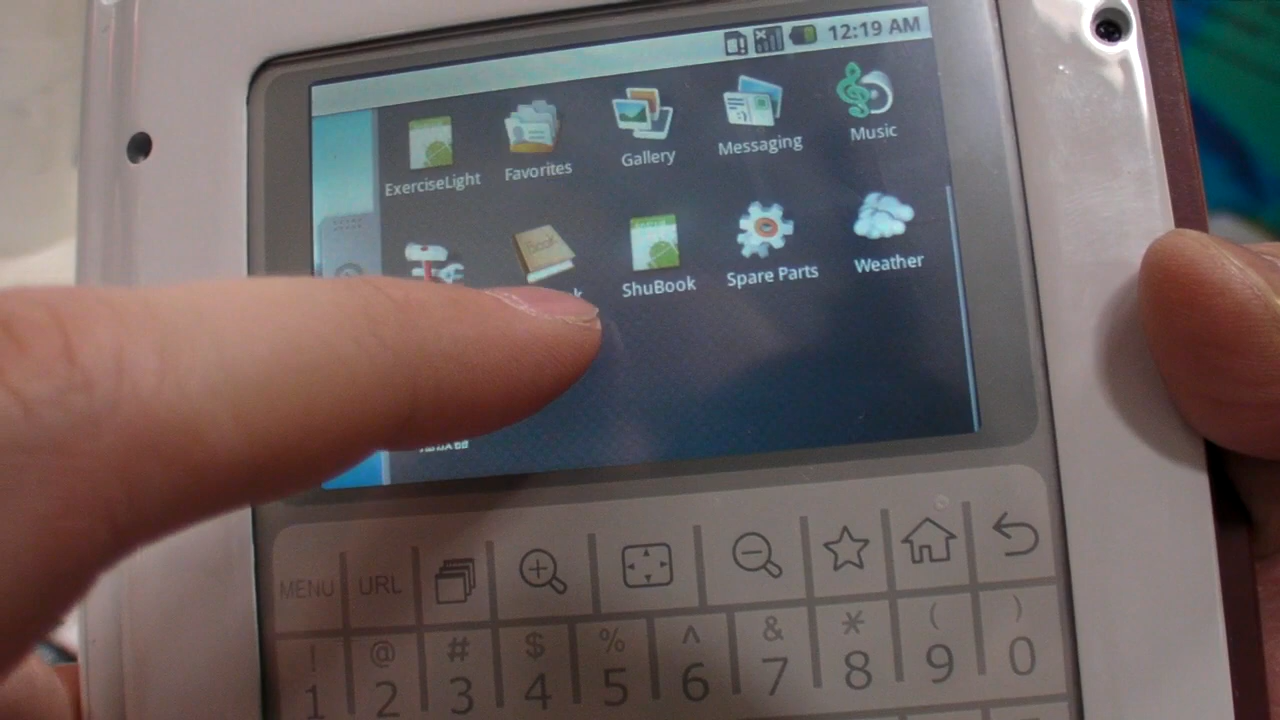 12:19 AM
ExerciseLight Favorites Gallery Messaging Music
Book
ShuBook Spare Parts Weather
MENU URL
! @ # $ % ^ & * ( )
1 2 3 4 5 6 7 8 9 0